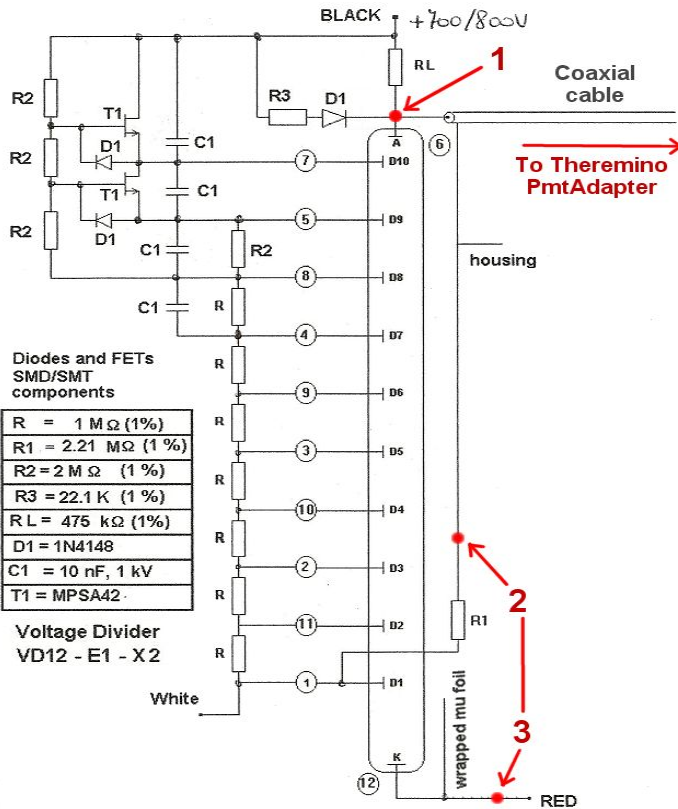 BLACK
+700/800V
RL
1
Coaxial
cable
R3
D1
R2
T1
C1
D1
A
6
To Theremino
PmtAdapter
7
D10
R2
T1
C1
D1
5
D9
R2
C1
R2
housing
8
D8
C1
R
4
D7
Diodes and FETs
SMD/SMT
components
R
9
D6
R = 1 MΩ (1%)
R1 = 2.21 MΩ (1 %)
R2 = 2 M Ω (1 %)
R3 = 22.1 K (1 %)
R L = 475 kΩ (1%)
D1 = 1N4148
C1 = 10 nF, 1 kV
T1 = MPSA42
R
3
D5
R
10
D4
R
2
D3
2
R
11
D2
R1
Voltage Divider
VD12 - E1 - X2
R
1
D1
White
wrapped mu foil
3
K
12
RED